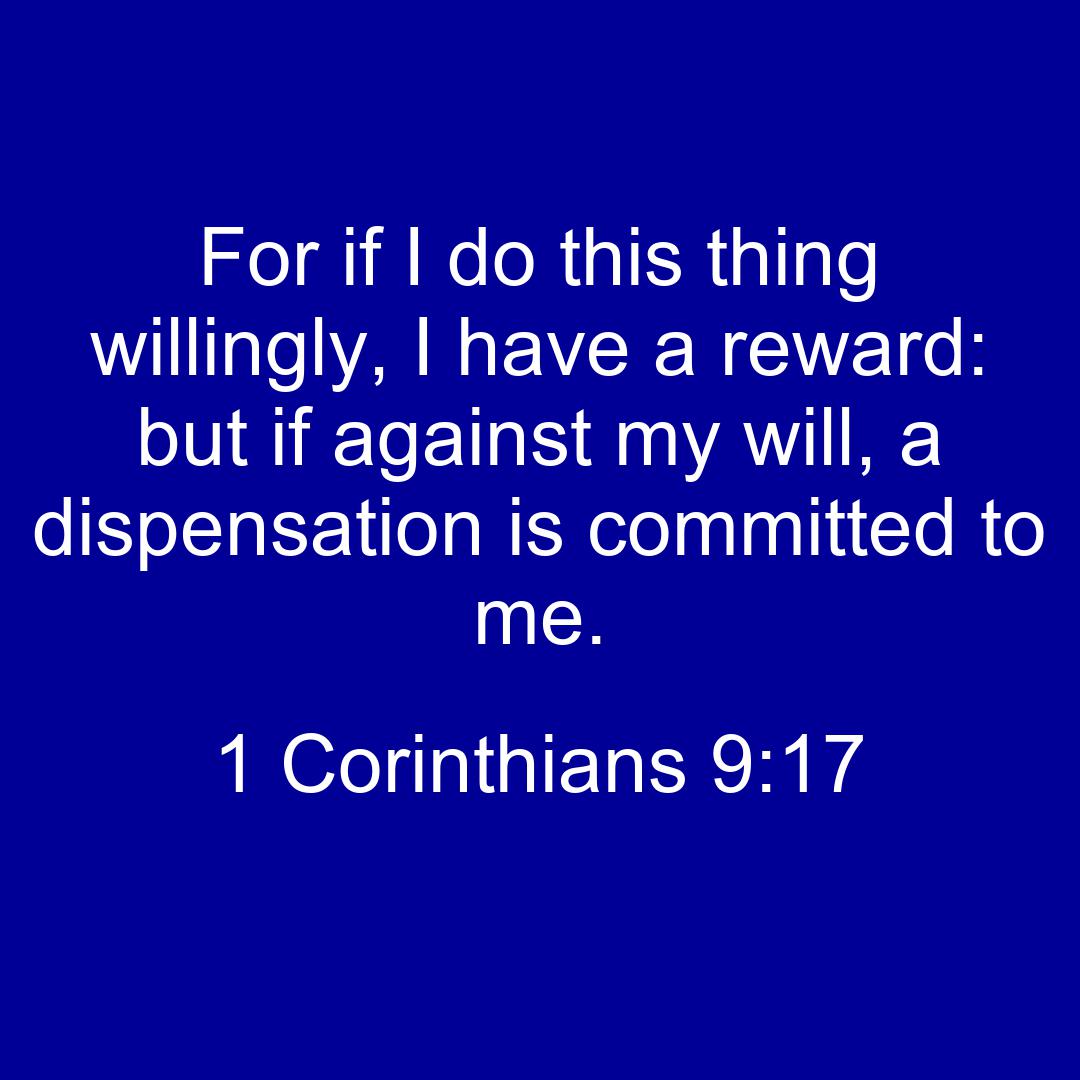 For if I do this thing
willingly, I have a reward:
but if against my will, a
dispensation is committed to
me.
1 Corinthians 9:17